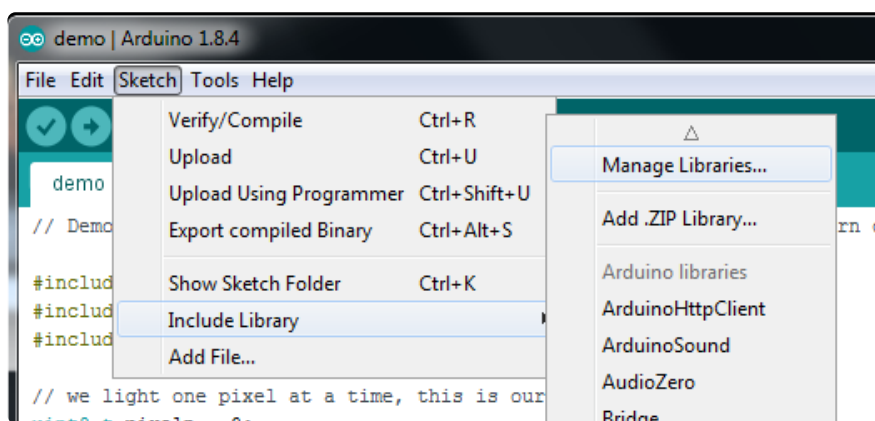 demo | Arduino 1.8.4
File Edit Sketch Tools Help
Verify/Compile Ctrl+R
Upload Ctrl+U
Upload Using Programmer Ctrl+Shift+U
Export compiled Binary Ctrl+Alt+S
Show Sketch Folder Ctrl+K
Include Library
Add File...
Manage Libraries...
Add .ZIP Library...
Arduino libraries
ArduinoHttpClient
ArduinoSound
AudioZero
Bridge
demo
// Demo
#includ
#includ
#includ
// we light one pixel at a time, this is our